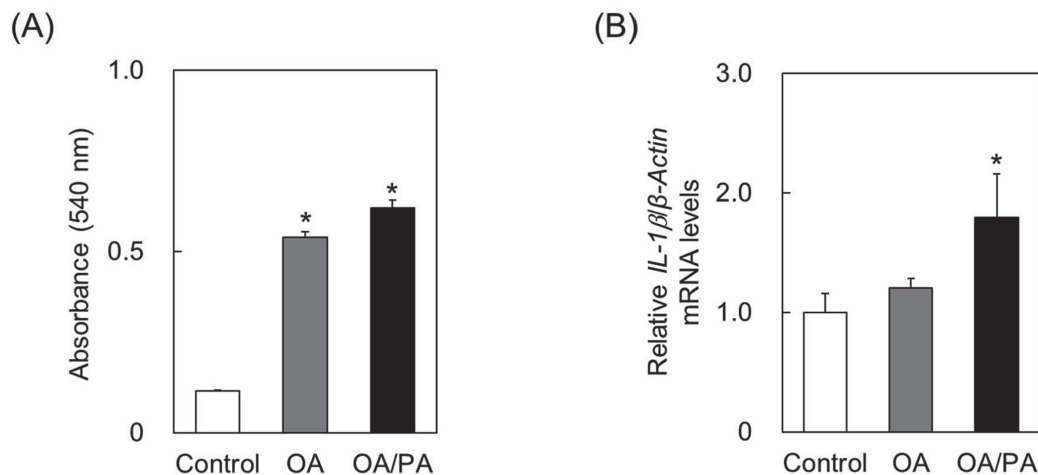 (A)
Absorbance (540 nm)
1.0
0.5
0
*
*
Control OA OA/PA
(B)
Relative IL-1β/β-Actin
mRNA levels
3.0
2.0
1.0
0.0
*
Control OA OA/PA